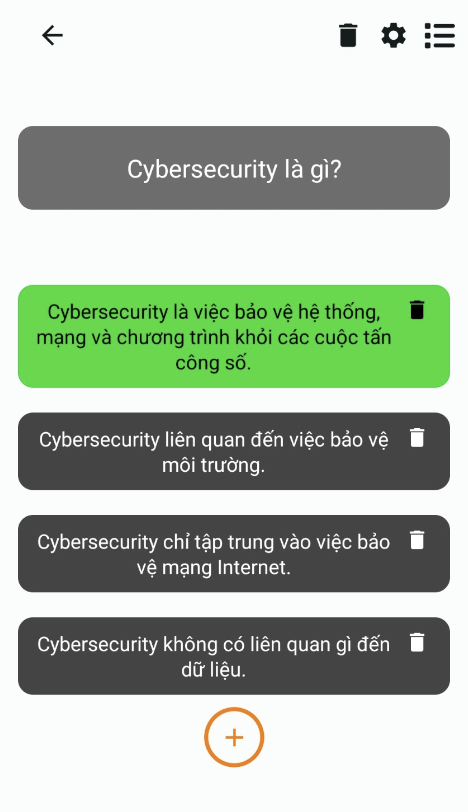 Cybersecurity là gì?
Cybersecurity là việc bảo vệ hệ thống,
mạng và chương trình khỏi các cuộc tấn
công số.
Cybersecurity liên quan đến việc bảo vệ
môi trường.
Cybersecurity chỉ tập trung vào việc bảo
vệ mạng Internet.
Cybersecurity không có liên quan gì đến
dữ liệu.